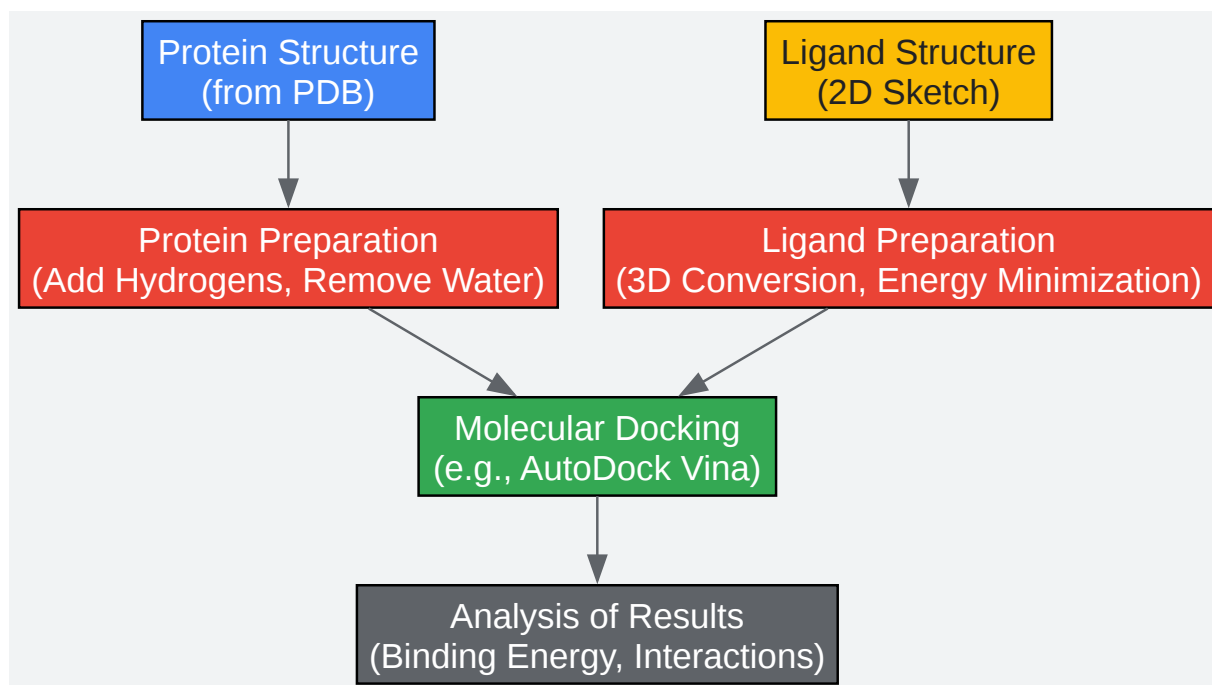 Protein Structure
(from PDB)
Ligand Structure
(2D Sketch)
Protein Preparation
(Add Hydrogens, Remove Water)
Ligand Preparation
(3D Conversion, Energy Minimization)
Molecular Docking
(e.g., AutoDock Vina)
Analysis of Results
(Binding Energy, Interactions)